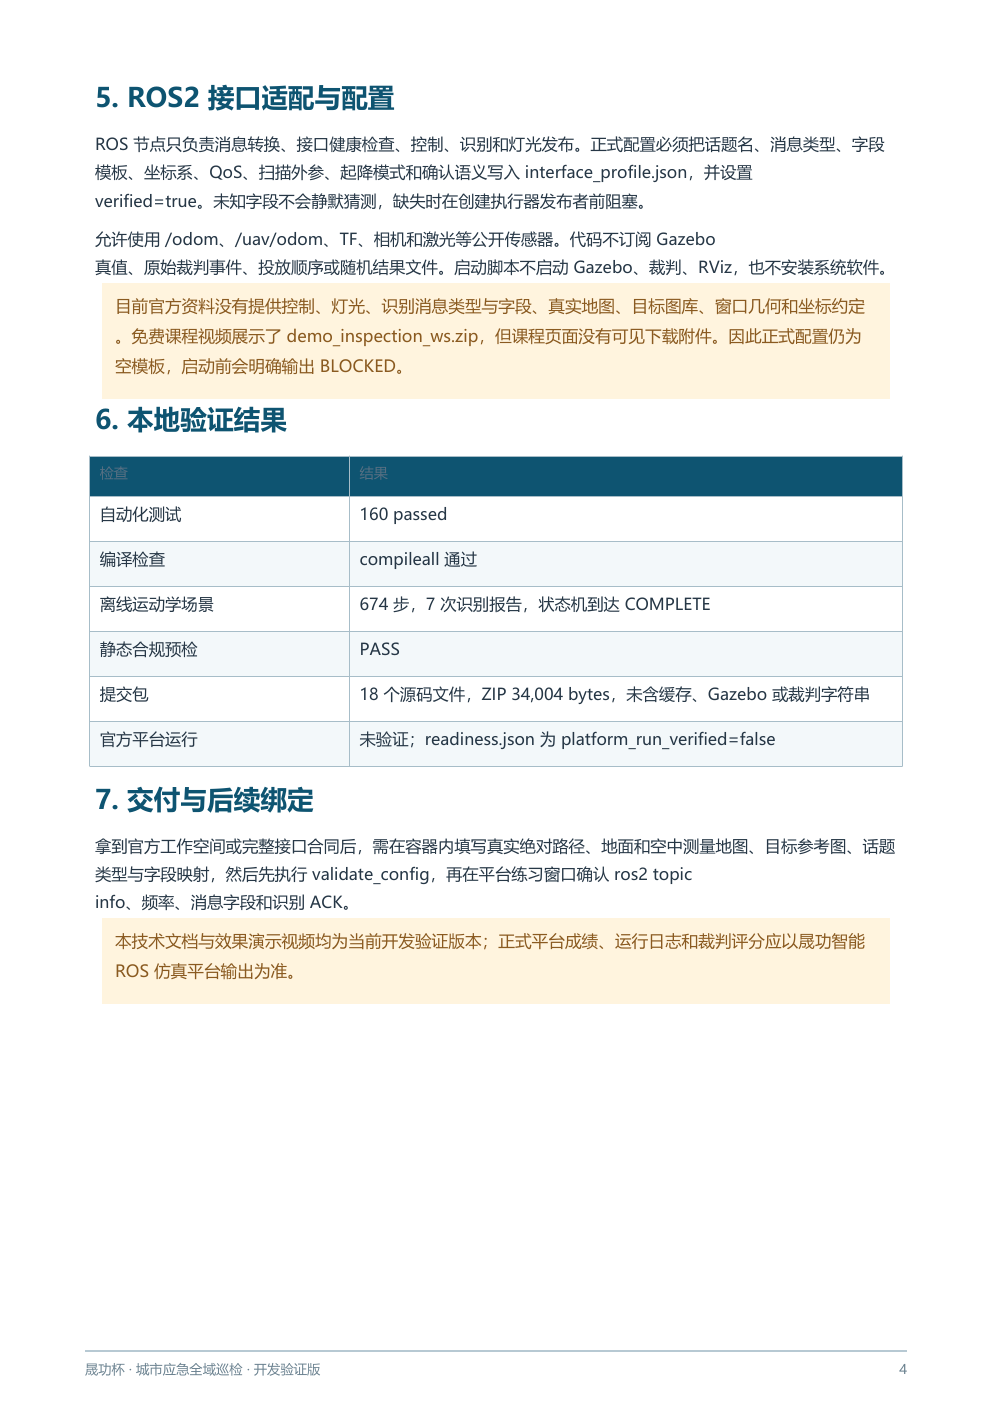 5. ROS2 接口适配与配置
ROS 节点只负责消息转换、接口健康检查、控制、识别和灯光发布。正式配置必须把话题名、消息类型、字段
模板、坐标系、QoS、扫描外参、起降模式和确认语义写入 interface_profile.json，并设置
verified=true。未知字段不会静默猜测，缺失时在创建执行器发布者前阻塞。
允许使用 /odom、/uav/odom、TF、相机和激光等公开传感器。代码不订阅 Gazebo
真值、原始裁判事件、投放顺序或随机结果文件。启动脚本不启动 Gazebo、裁判、RViz，也不安装系统软件。
目前官方资料没有提供控制、灯光、识别消息类型与字段、真实地图、目标图库、窗口几何和坐标约定
。免费课程视频展示了 demo_inspection_ws.zip，但课程页面没有可见下载附件。因此正式配置仍为
空模板，启动前会明确输出 BLOCKED。
6. 本地验证结果
检查 结果
自动化测试 160 passed
编译检查 compileall 通过
离线运动学场景 674 步，7 次识别报告，状态机到达 COMPLETE
静态合规预检 PASS
提交包 18 个源码文件，ZIP 34,004 bytes，未含缓存、Gazebo 或裁判字符串
官方平台运行 未验证；readiness.json 为 platform_run_verified=false
7. 交付与后续绑定
拿到官方工作空间或完整接口合同后，需在容器内填写真实绝对路径、地面和空中测量地图、目标参考图、话题
类型与字段映射，然后先执行 validate_config，再在平台练习窗口确认 ros2 topic
info、频率、消息字段和识别 ACK。
本技术文档与效果演示视频均为当前开发验证版本；正式平台成绩、运行日志和裁判评分应以晟功智能
ROS 仿真平台输出为准。
晟功杯 · 城市应急全域巡检 · 开发验证版 4